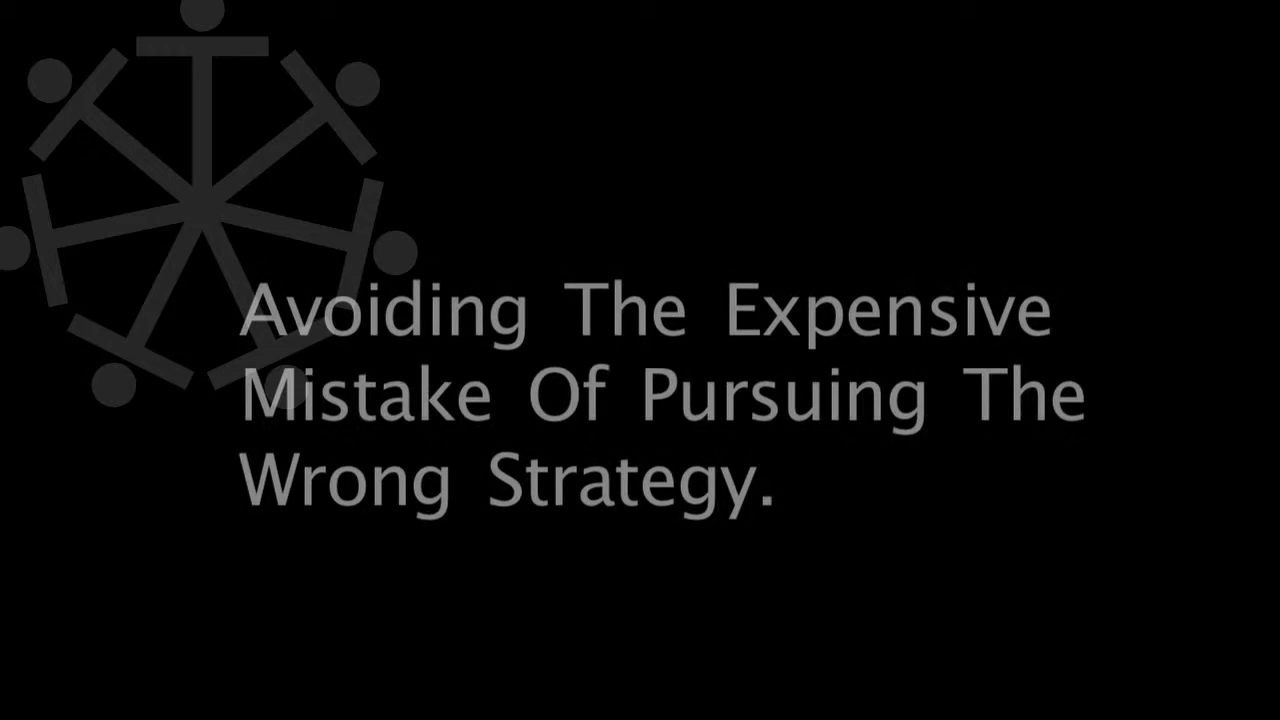 Avoiding The Expensive
Mistake Of Pursuing The
Wrong Strategy.